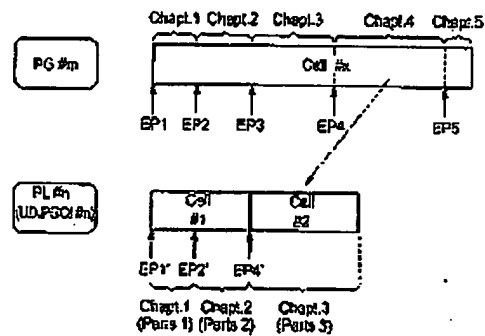 Chapt.1 Chapt.2 Chapt.3 Chapt.4 Chapt.5
PG #m
Cell #x
EP1 EP2 EP3 EP4 EP5
PL #n
(UD_PGCI #n)
Cell #1
Cell #2
EP1' EP2' EP4'
Chapt.1 Chapt.2 Chapt.3
(Parts 1) (Parts 2) (Parts 3)